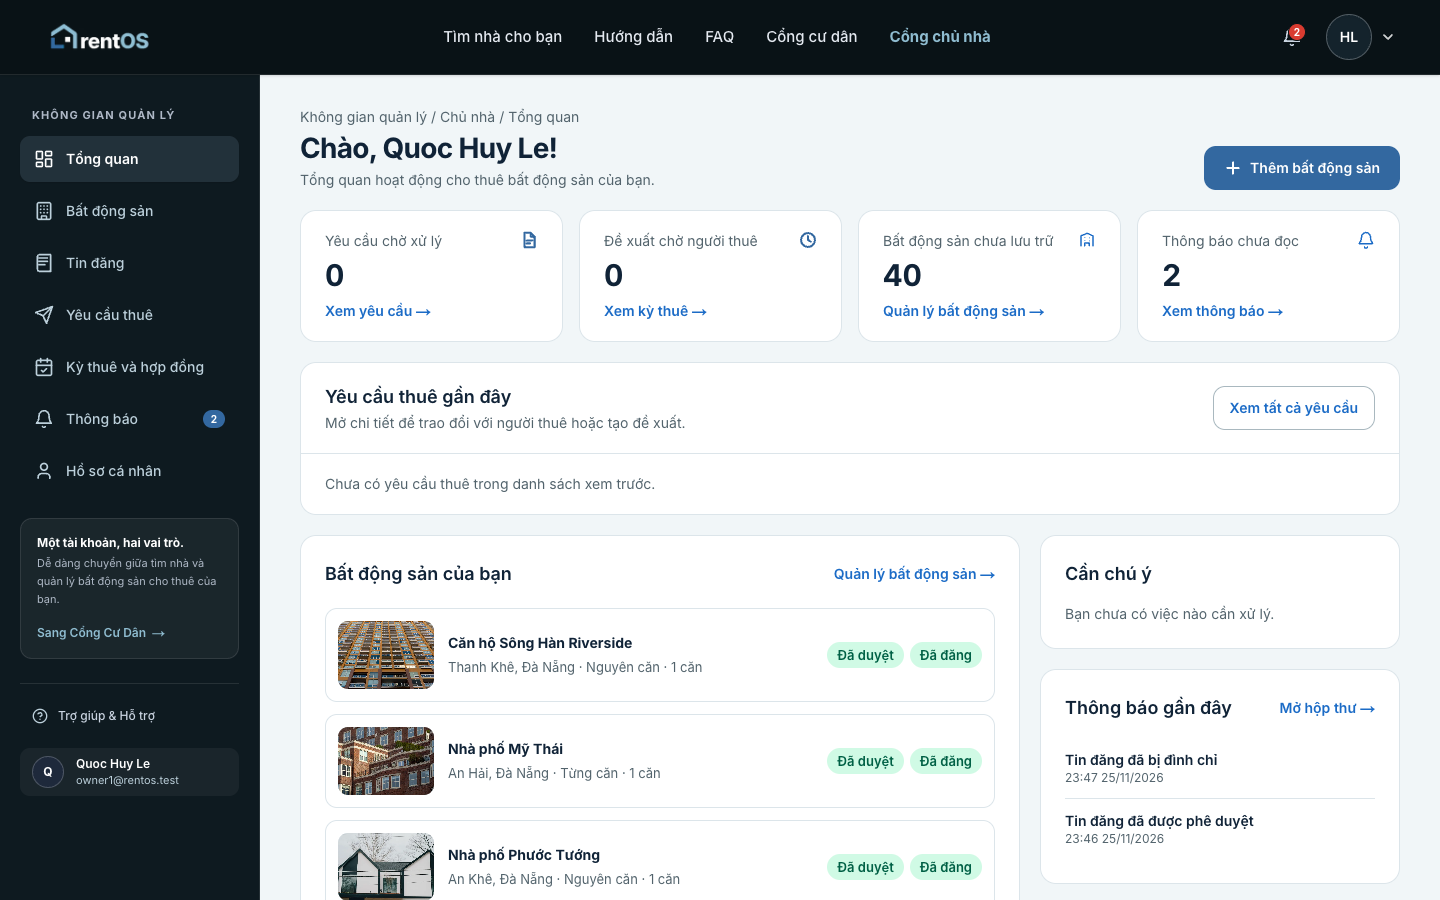 rentOS
Tìm nhà cho bạn
Hướng dẫn
FAQ
Cổng cư dân
Cổng chủ nhà
2
HL
KHÔNG GIAN QUẢN LÝ
Tổng quan
Bất động sản
Tin đăng
Yêu cầu thuê
Kỳ thuê và hợp đồng
Thông báo
2
Hồ sơ cá nhân
Một tài khoản, hai vai trò.
Dễ dàng chuyển giữa tìm nhà và
quản lý bất động sản cho thuê của
bạn.
Sang Cổng Cư Dân →
Trợ giúp & Hỗ trợ
Q
Quoc Huy Le
owner1@rentos.test
Không gian quản lý / Chủ nhà / Tổng quan
Chào, Quoc Huy Le!
Tổng quan hoạt động cho thuê bất động sản của bạn.
Thêm bất động sản
Yêu cầu chờ xử lý
0
Xem yêu cầu →
Đề xuất chờ người thuê
0
Xem kỳ thuê →
Bất động sản chưa lưu trữ
40
Quản lý bất động sản →
Thông báo chưa đọc
2
Xem thông báo →
Yêu cầu thuê gần đây
Mở chi tiết để trao đổi với người thuê hoặc tạo đề xuất.
Xem tất cả yêu cầu
Chưa có yêu cầu thuê trong danh sách xem trước.
Bất động sản của bạn
Quản lý bất động sản →
Căn hộ Sông Hàn Riverside
Thanh Khê, Đà Nẵng · Nguyên căn · 1 căn
Đã duyệt
Đã đăng
Nhà phố Mỹ Thái
An Hải, Đà Nẵng · Từng căn · 1 căn
Đã duyệt
Đã đăng
Nhà phố Phước Tường
An Khê, Đà Nẵng · Nguyên căn · 1 căn
Đã duyệt
Đã đăng
Cần chú ý
Bạn chưa có việc nào cần xử lý.
Thông báo gần đây
Mở hộp thư →
Tin đăng đã bị đình chỉ
23:47 25/11/2026
Tin đăng đã được phê duyệt
23:46 25/11/2026